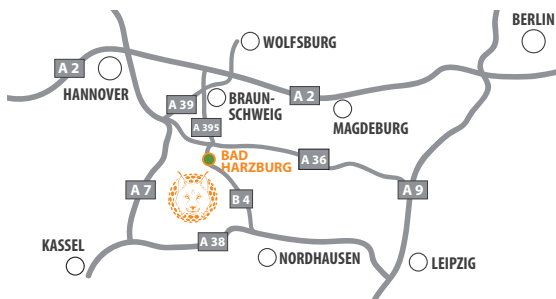 BERLIN
WOLFSBURG
A 2
HANNOVER
A 39
BRAUN-
SCHWEIG
A 2
MAGDEBURG
A 395
BAD
HARZBURG
A 36
A 7
B 4
A 9
KASSEL
A 38
NORDHAUSEN
LEIPZIG